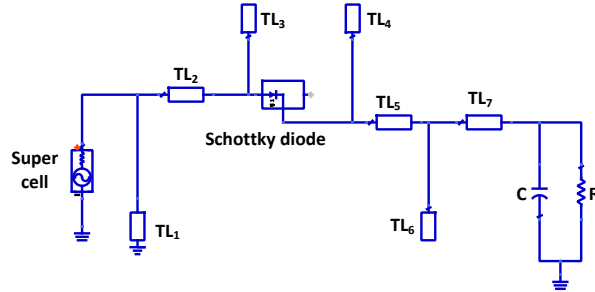 TL3
TL4
TL2
TL5
TL7
Schottky diode
Super
cell
TL1
TL6
C
R